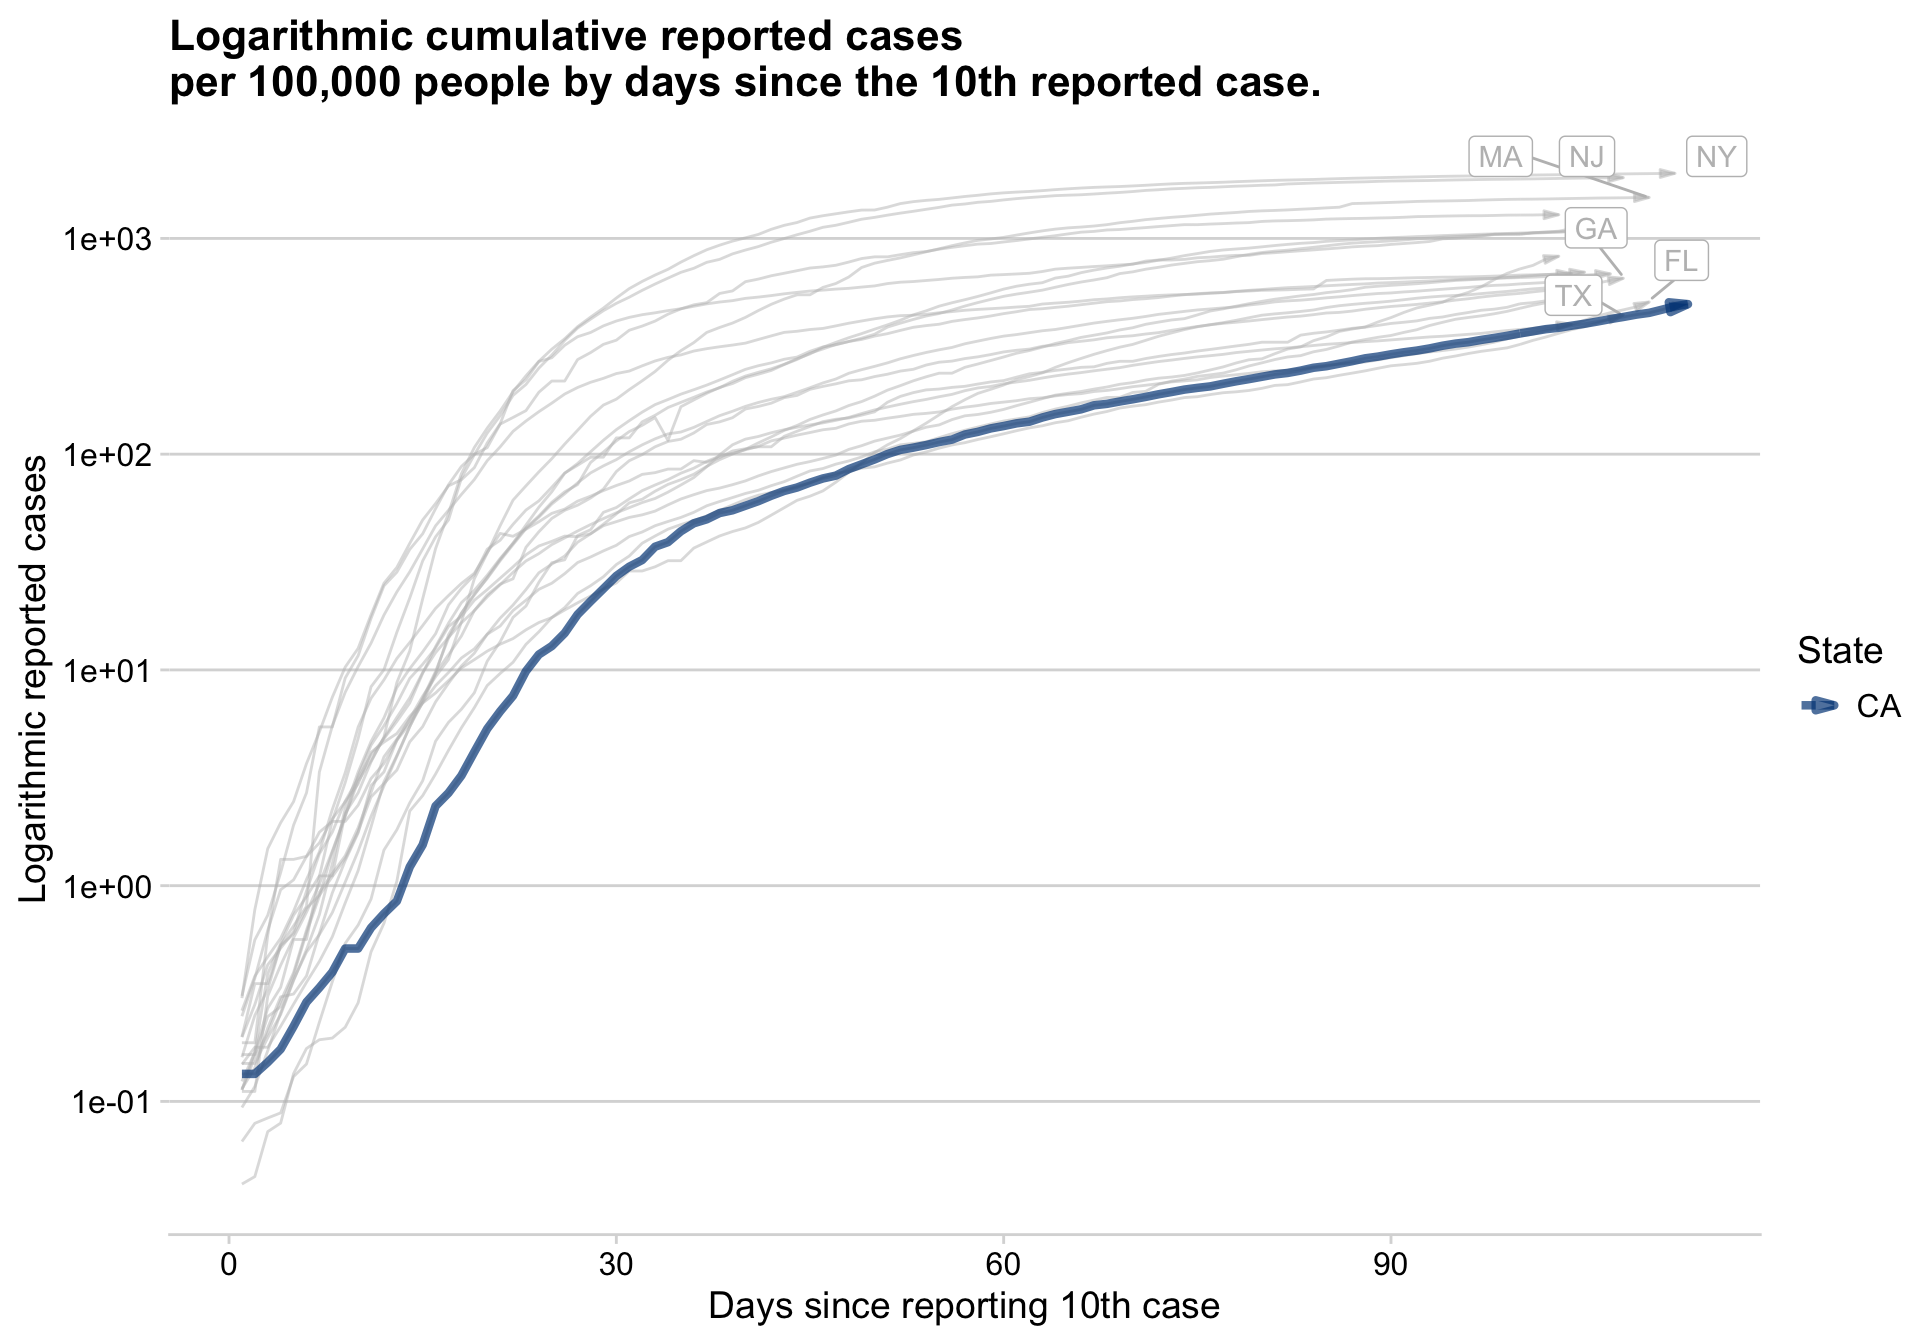 Logarithmic cumulative reported cases
per 100,000 people by days since the 10th reported case.
MA
NJ
NY
GA
FL
TX
1e+03
1e+02
1e+01
1e+00
1e-01
Logarithmic reported cases
State
CA
0
30
60
90
Days since reporting 10th case